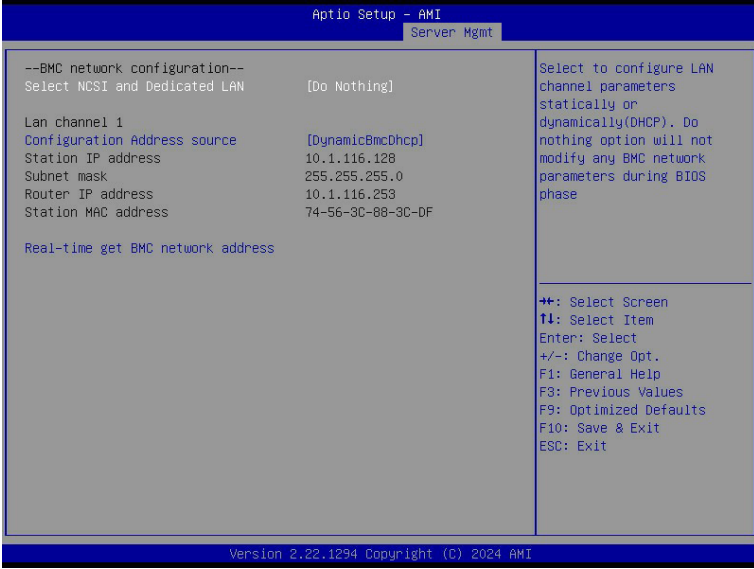 Aptio Setup - AMI
Server Mgmt
--BMC network configuration--
Select NCSI and Dedicated LAN [Do Nothing]
Lan channel 1
Configuration Address source [DynamicBmcDhcp]
Station IP address 10.1.116.128
Subnet mask 255.255.255.0
Router IP address 10.1.116.253
Station MAC address 74-56-3C-88-3C-DF
Real-time get BMC network address
Select to configure LAN
channel parameters
statically or
dynamically(DHCP). Do
nothing option will not
modify any BMC network
parameters during BIOS
phase
→←: Select Screen
↑↓: Select Item
Enter: Select
+/-: Change Opt.
F1: General Help
F3: Previous Values
F9: Optimized Defaults
F10: Save & Exit
ESC: Exit
Version 2.22.1294 Copyright (C) 2024 AMI